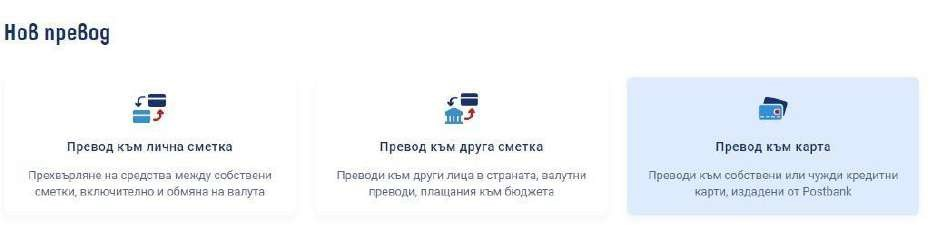 Нов превод
Превод към лична сметка
Прехвърляне на средства между собствени
сметки, включително и обмяна на валута
Превод към друга сметка
Преводи към други лица в страната, валутни
преводи, плащания към бюджета
Превод към карта
Преводи към собствени или чужди кредитни
карти, издадени от Postbank